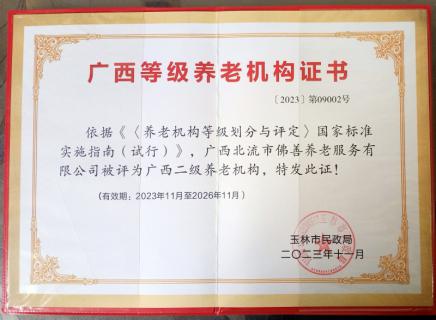 广西等级养老机构证书
〔2023〕第09002号
依据《〈养老机构等级划分与评定〉国家标准
实施指南（试行）》，广西北流市佛善养老服务有
限公司被评为广西二级养老机构，特发此证！
（有效期：2023年11月至2026年11月）
玉林市民政局
二〇二三年十一月